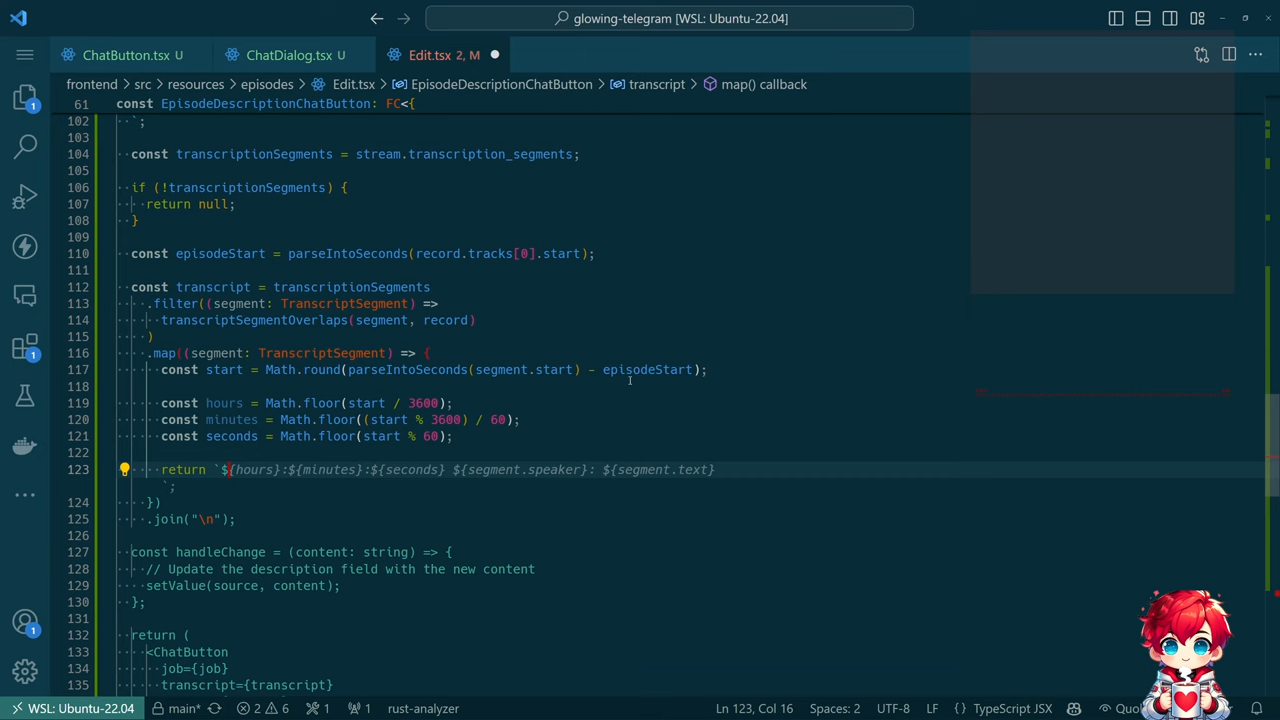 glowing-telegram [WSL: Ubuntu-22.04]
ChatButton.tsx U
ChatDialog.tsx U
Edit.tsx 2, M
frontend > src > resources > episodes > Edit.tsx > EpisodeDescriptionChatButton > transcript > map() callback
61 const EpisodeDescriptionChatButton: FC<{
102 `;
103
104 const transcriptionSegments = stream.transcription_segments;
105
106 if (!transcriptionSegments) {
107 return null;
108 }
109
110 const episodeStart = parseIntoSeconds(record.tracks[0].start);
111
112 const transcript = transcriptionSegments
113 .filter((segment: TranscriptSegment) =>
114 transcriptSegmentOverlaps(segment, record)
115 )
116 .map((segment: TranscriptSegment) => {
117 const start = Math.round(parseIntoSeconds(segment.start) - episodeStart);
118
119 const hours = Math.floor(start / 3600);
120 const minutes = Math.floor((start % 3600) / 60);
121 const seconds = Math.floor(start % 60);
122
123 return `${hours}:${minutes}:${seconds} ${segment.speaker}: ${segment.text}
`;
124 })
125 .join("\n");
126
127 const handleChange = (content: string) => {
128 // Update the description field with the new content
129 setValue(source, content);
130 };
131
132 return (
133 <ChatButton
134 job={job}
135 transcript={transcript}
1
1
1
WSL: Ubuntu-22.04 main* 2 6 1 1 rust-analyzer Ln 123, Col 16 Spaces: 2 UTF-8 LF {} TypeScript JSX